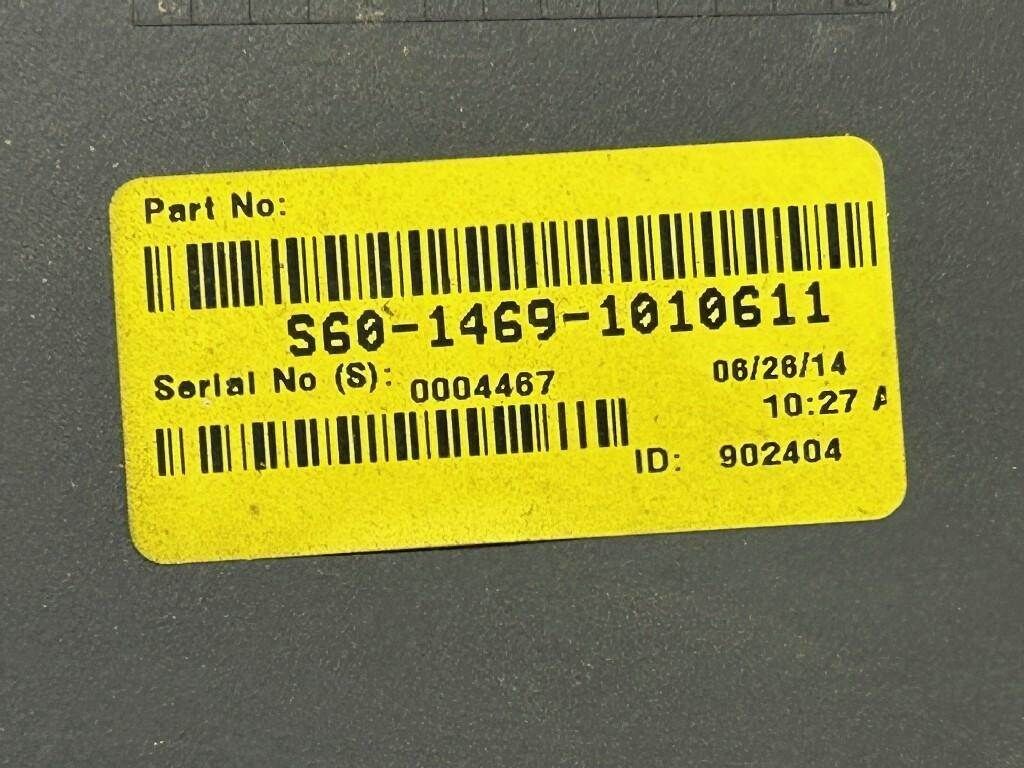 Part No:
S60-1469-1010611
Serial No (S): 0004467 06/26/14
10:27 A
ID: 902404